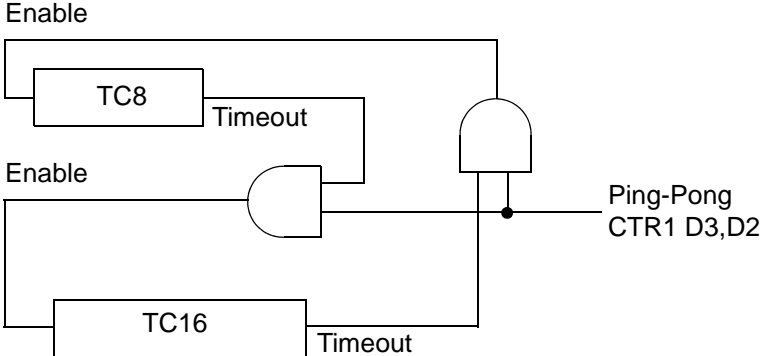 Enable
TC8
Timeout
Enable
Ping-Pong
CTR1 D3,D2
TC16
Timeout